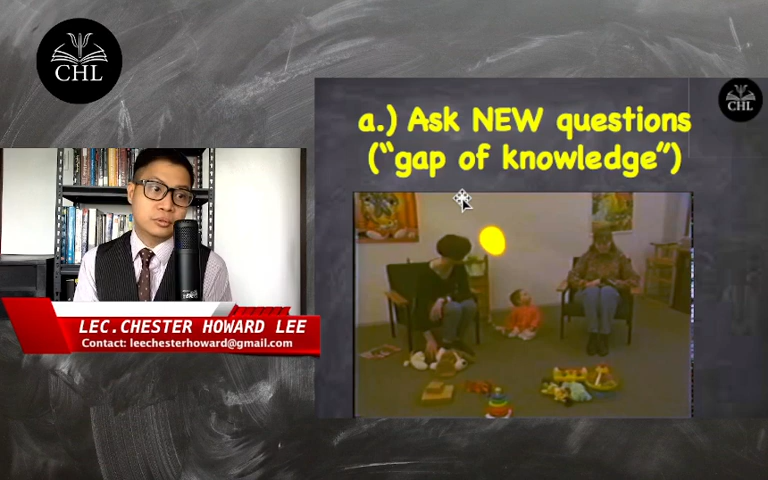 CHL
CHL
a.) Ask NEW questions
("gap of knowledge")
LEC.CHESTER HOWARD LEE
Contact: leechesterhoward@gmail.com